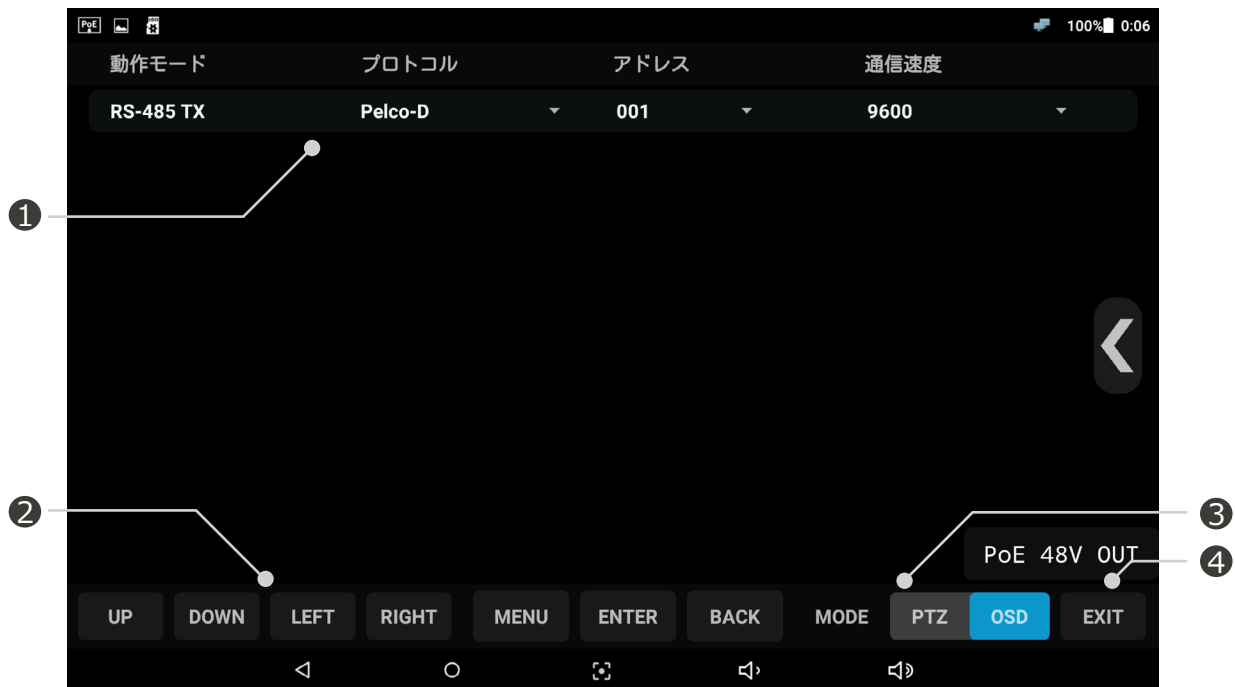 PoE 100% 0:06
動作モード プロトコル アドレス 通信速度
RS-485 TX Pelco-D 001 9600
❶
❷
❸
PoE 48V OUT
❹
UP DOWN LEFT RIGHT MENU ENTER BACK MODE PTZ OSD EXIT